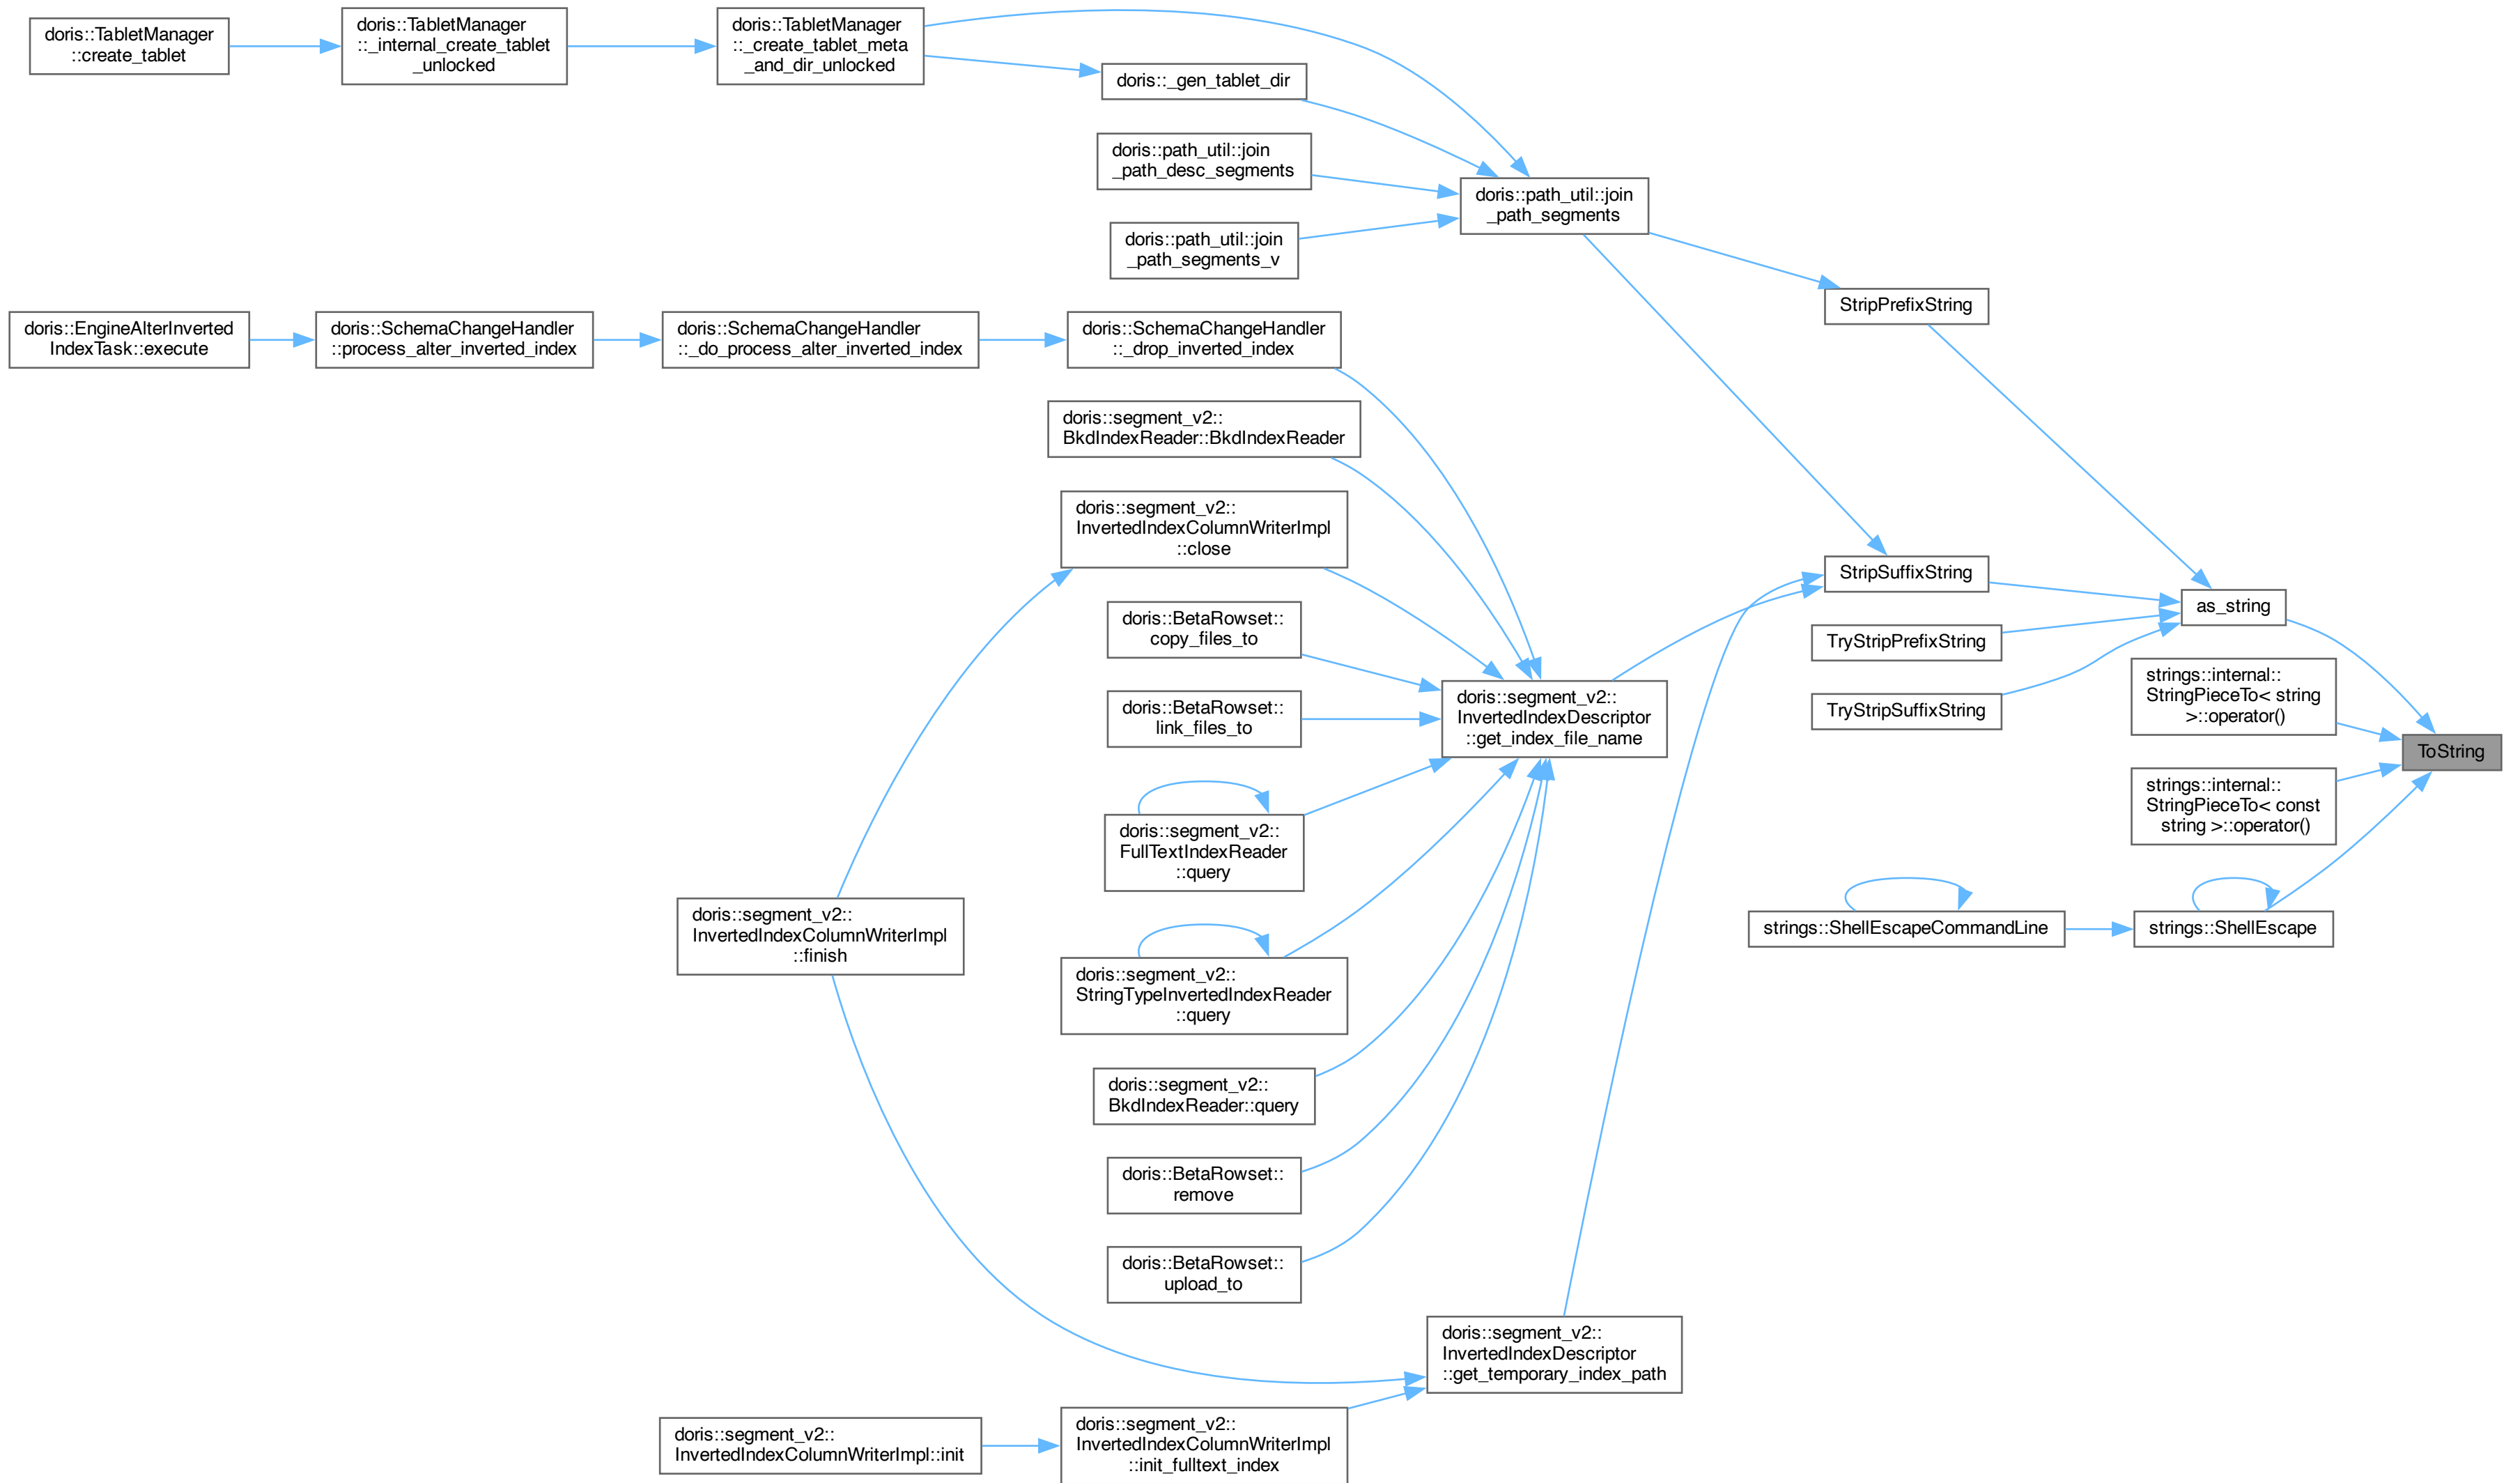 doris::TabletManager
::create_tablet
doris::TabletManager
::_internal_create_tablet
_unlocked
doris::TabletManager
::_create_tablet_meta
_and_dir_unlocked
doris::_gen_tablet_dir
doris::path_util::join
_path_desc_segments
doris::path_util::join
_path_segments
doris::path_util::join
_path_segments_v
StripPrefixString
doris::EngineAlterInverted
IndexTask::execute
doris::SchemaChangeHandler
::process_alter_inverted_index
doris::SchemaChangeHandler
::_do_process_alter_inverted_index
doris::SchemaChangeHandler
::_drop_inverted_index
doris::segment_v2::
BkdIndexReader::BkdIndexReader
doris::segment_v2::
InvertedIndexColumnWriterImpl
::close
StripSuffixString
as_string
doris::BetaRowset::
copy_files_to
TryStripPrefixString
strings::internal::
StringPieceTo< string
>::operator()
doris::BetaRowset::
link_files_to
doris::segment_v2::
InvertedIndexDescriptor
::get_index_file_name
TryStripSuffixString
ToString
strings::internal::
StringPieceTo< const
string >::operator()
doris::segment_v2::
FullTextIndexReader
::query
doris::segment_v2::
InvertedIndexColumnWriterImpl
::finish
strings::ShellEscapeCommandLine
strings::ShellEscape
doris::segment_v2::
StringTypeInvertedIndexReader
::query
doris::segment_v2::
BkdIndexReader::query
doris::BetaRowset::
remove
doris::BetaRowset::
upload_to
doris::segment_v2::
InvertedIndexDescriptor
::get_temporary_index_path
doris::segment_v2::
InvertedIndexColumnWriterImpl::init
doris::segment_v2::
InvertedIndexColumnWriterImpl
::init_fulltext_index